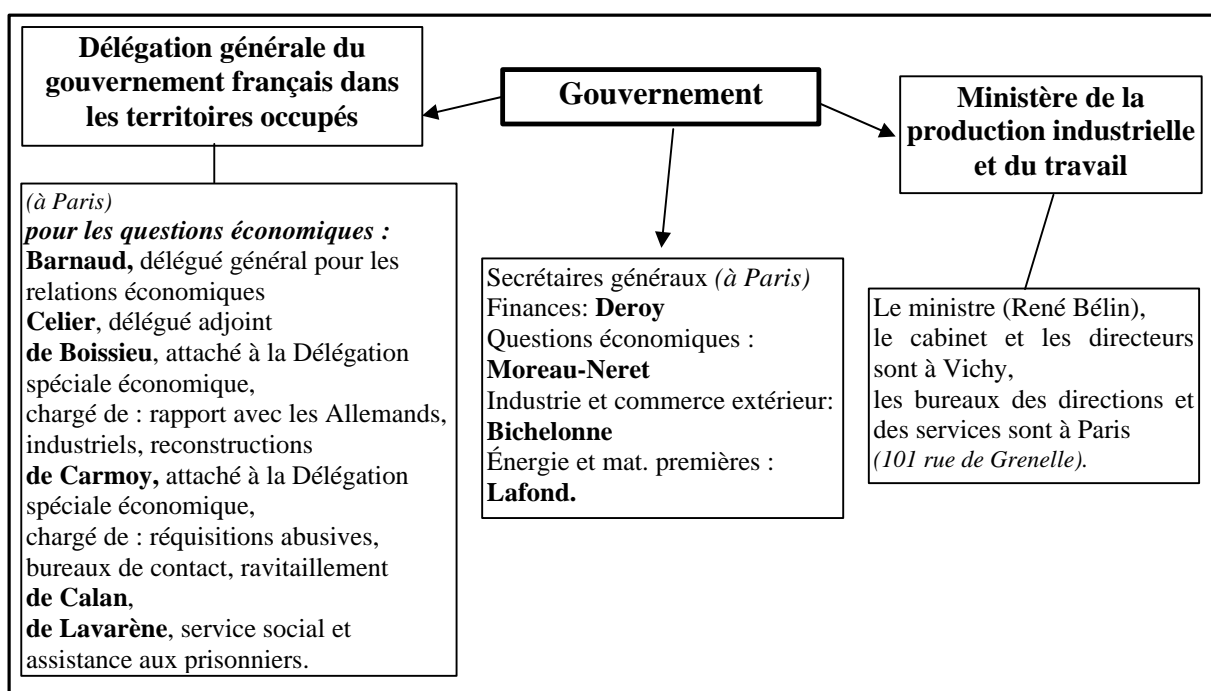 Délégation générale du
gouvernement français dans
les territoires occupés
(à Paris)
pour les questions économiques :
Barnaud, délégué général pour les
relations économiques
Celier, délégué adjoint
de Boissieu, attaché à la Délégation
spéciale économique,
chargé de : rapport avec les Allemands,
industriels, reconstructions
de Carmoy, attaché à la Délégation
spéciale économique,
chargé de : réquisitions abusives,
bureaux de contact, ravitaillement
de Calan,
de Lavarène, service social et
assistance aux prisonniers.
Gouvernement
Secrétaires généraux (à Paris)
Finances: Deroy
Questions économiques :
Moreau-Neret
Industrie et commerce extérieur:
Bichelonne
Énergie et mat. premières :
Lafond.
Ministère de la
production industrielle
et du travail
Le ministre (René Bélin),
le cabinet et les directeurs
sont à Vichy,
les bureaux des directions et
des services sont à Paris
(101 rue de Grenelle).